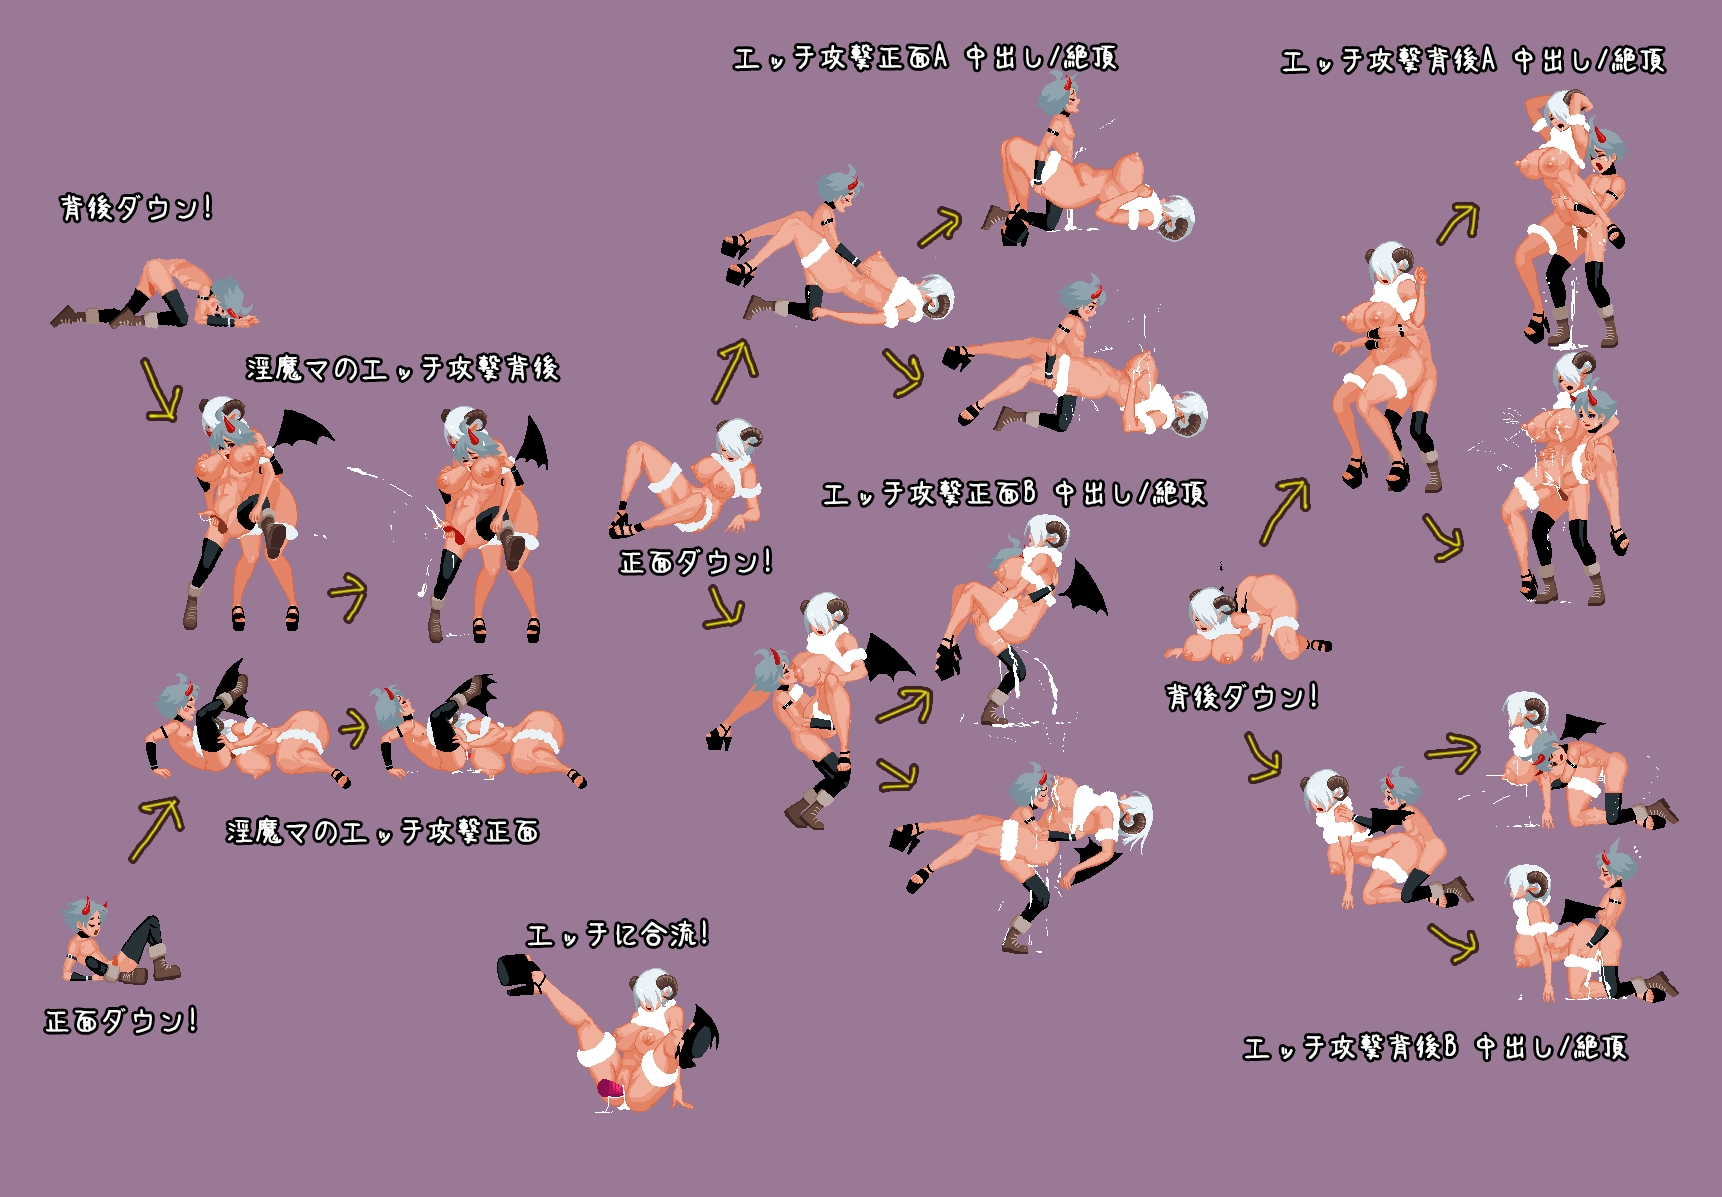 エッチ攻撃正面A 中出し/絶頂
エッチ攻撃背後A 中出し/絶頂
背後ダウン!
淫魔マのエッチ攻撃背後
エッチ攻撃正面B 中出し/絶頂
正面ダウン!
背後ダウン!
淫魔マのエッチ攻撃正面
エッチに合流!
正面ダウン!
エッチ攻撃背後B 中出し/絶頂